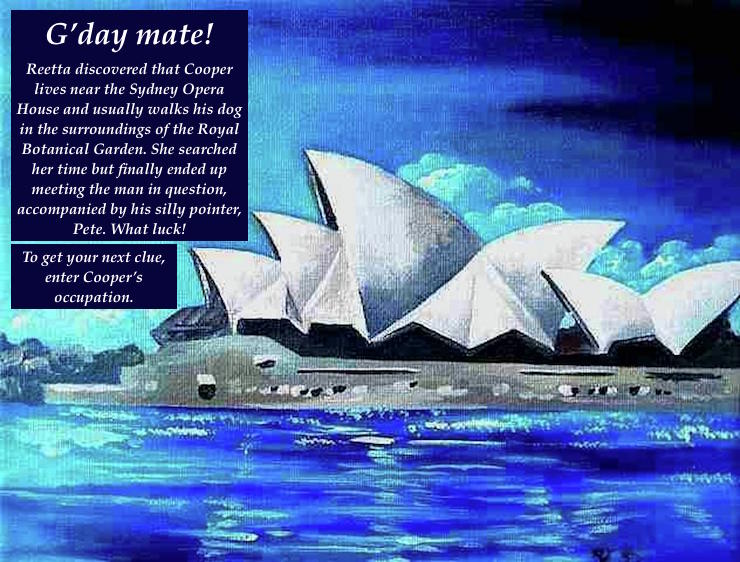 G’day mate!
Reetta discovered that Cooper
lives near the Sydney Opera
House and usually walks his dog
in the surroundings of the Royal
Botanical Garden. She searched
her time but finally ended up
meeting the man in question,
accompanied by his silly pointer,
Pete. What luck!
To get your next clue,
enter Cooper’s
occupation.